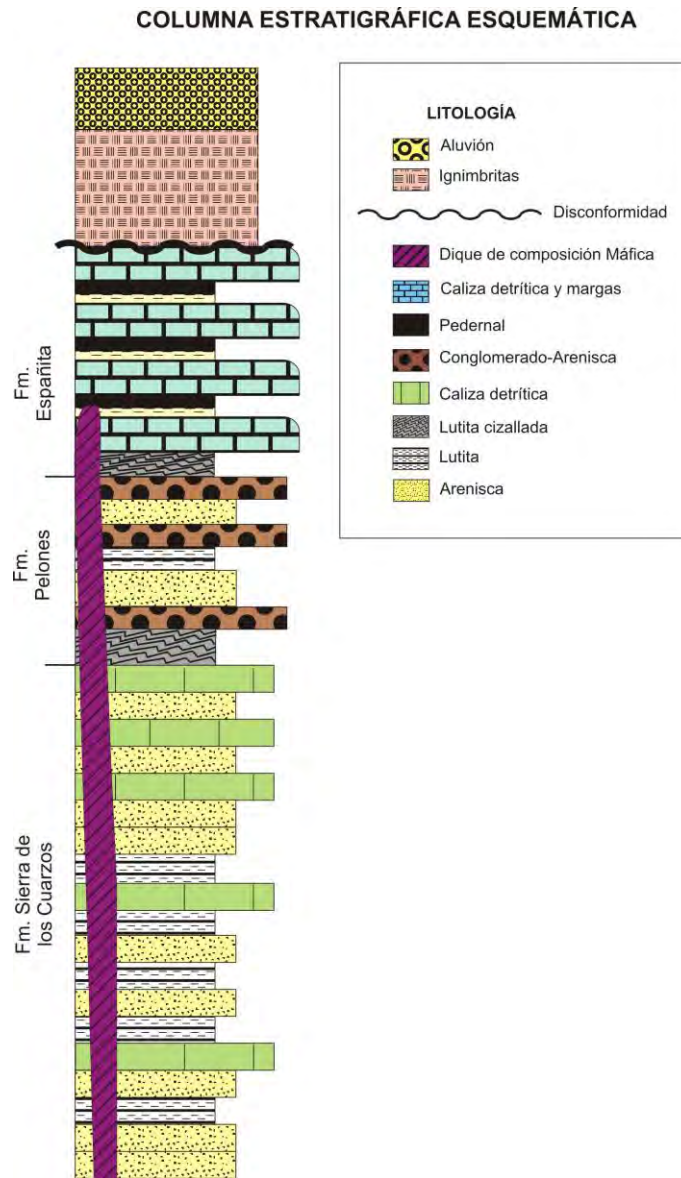 COLUMNA ESTRATIGRÁFICA ESQUEMÁTICA
LITOLOGÍA
Aluvión
Ignimbritas
Disconformidad
Dique de composición Máfica
Caliza detrítica y margas
Pedernal
Conglomerado-Arenisca
Caliza detrítica
Lutita cizallada
Lutita
Arenisca
Fm.
Españita
Fm.
Pelones
Fm. Sierra de
los Cuarzos